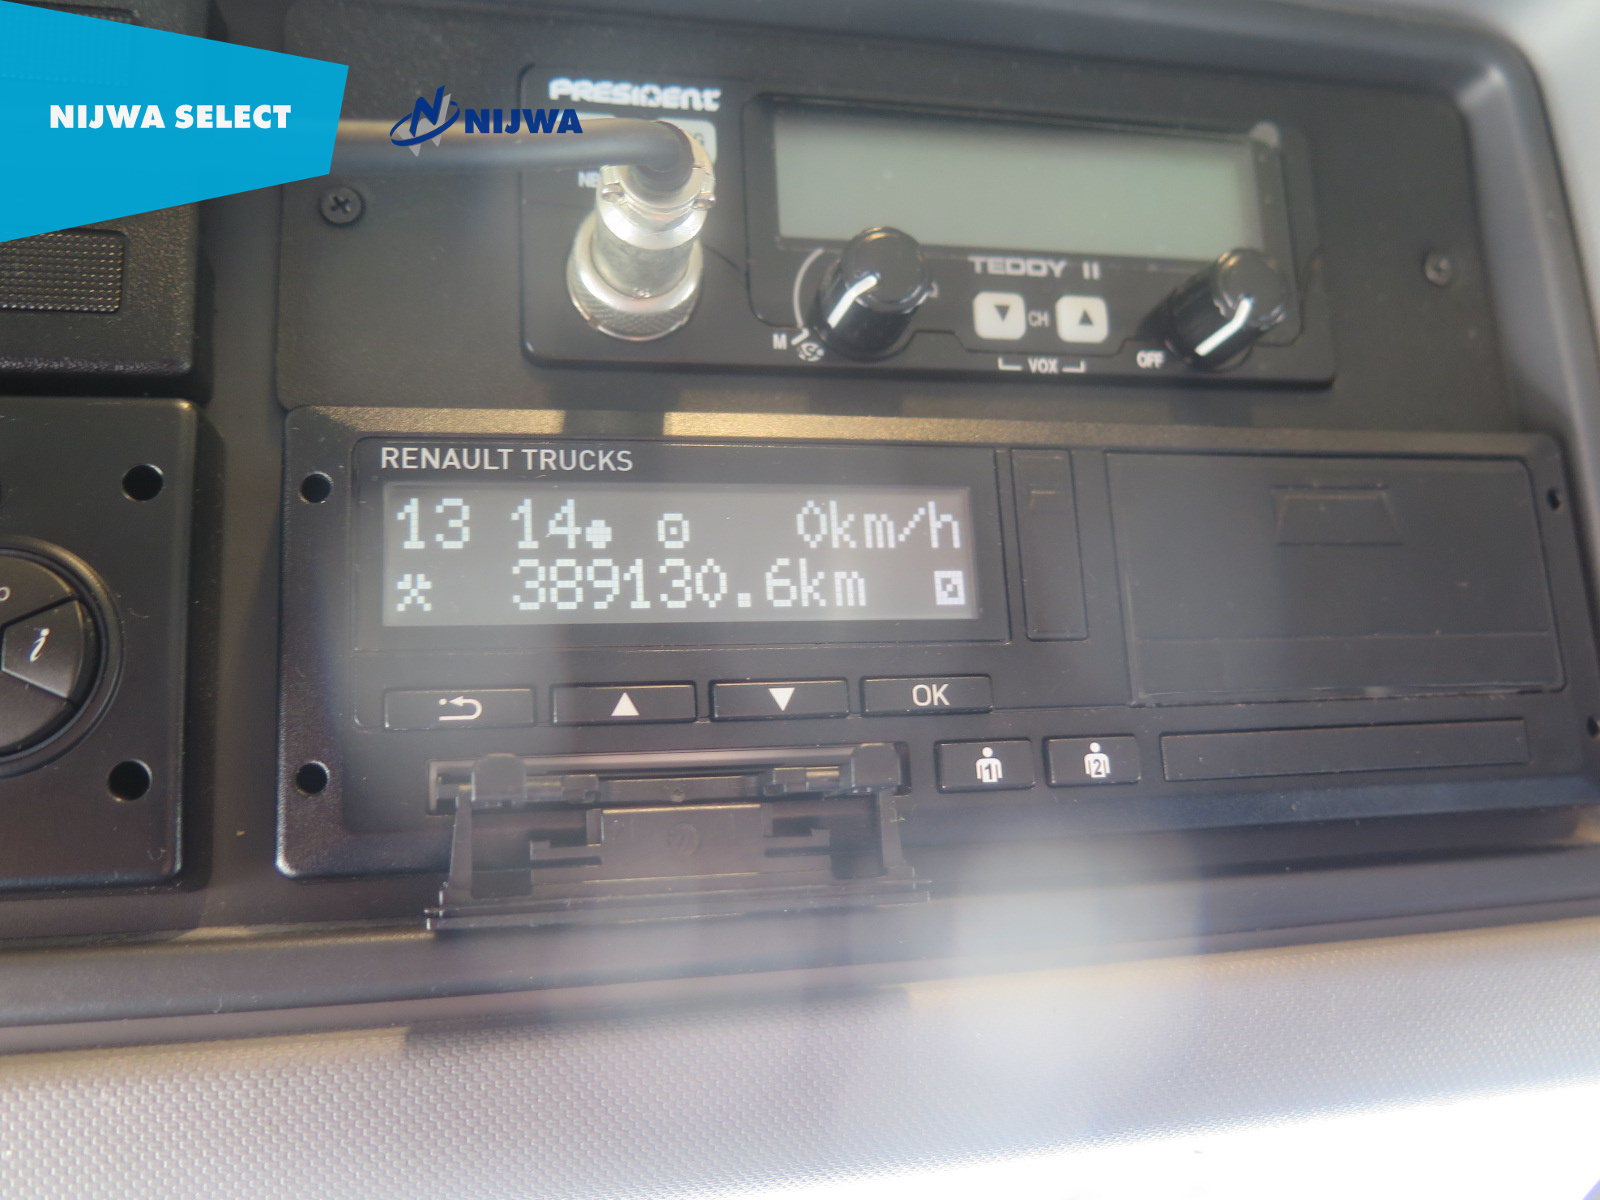 NIJWA SELECT
NIJWA
PRESIDENT
TEDDY II
CH
M
VOX
OFF
RENAULT TRUCKS
13 14 0km/h
389130.6km
OK
1
2
i